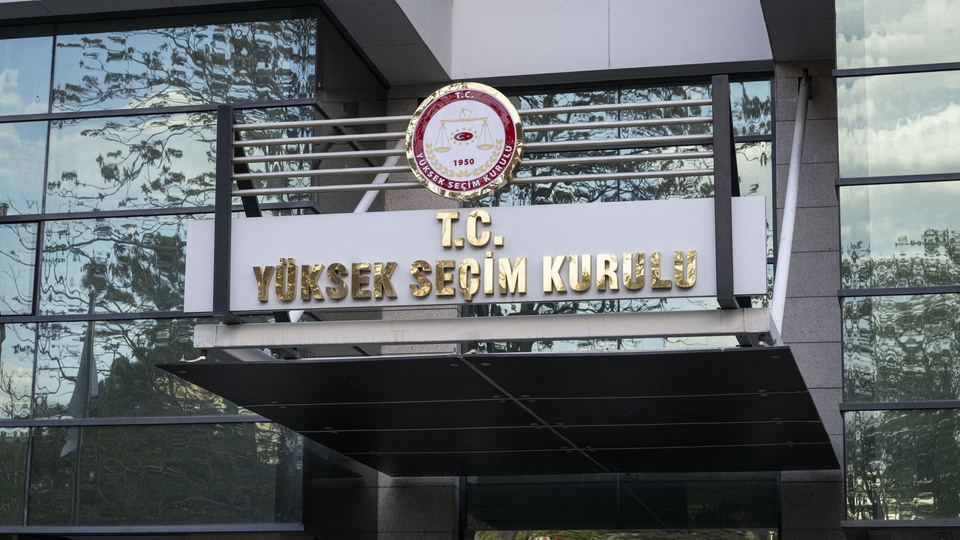 T.C.
1950
YÜKSEK SEÇİM KURULU
T.C.
YÜKSEK SEÇİM KURULU